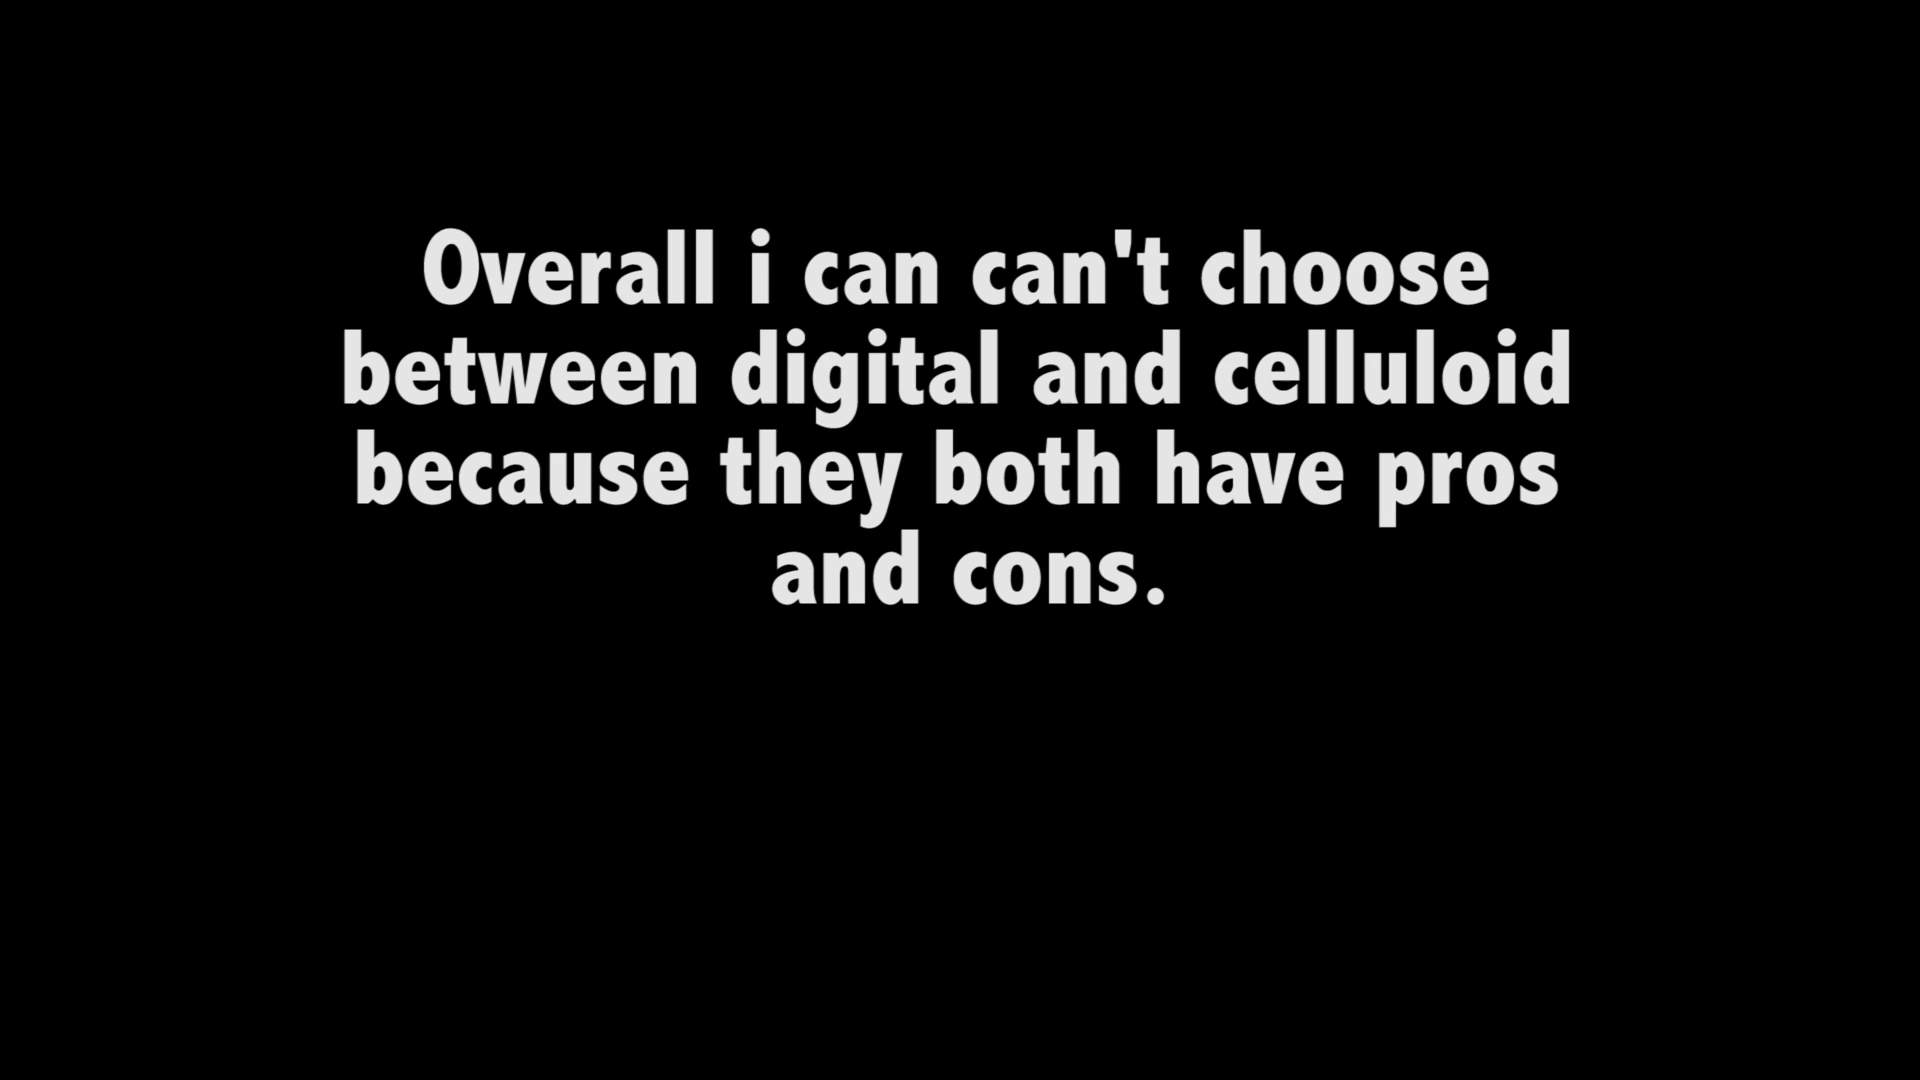 Overall i can can't choose
between digital and celluloid
because they both have pros
and cons.